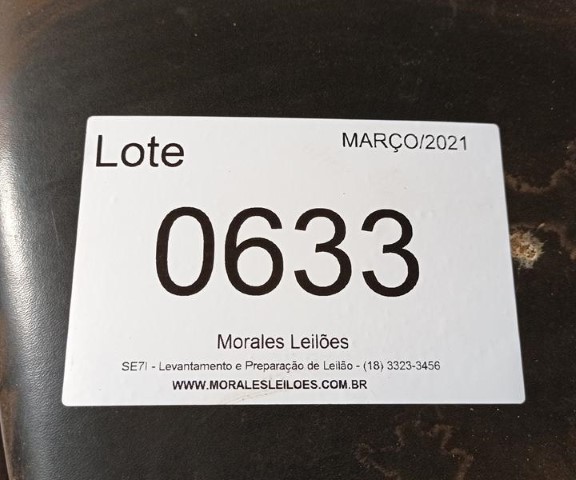 Lote
MARÇO/2021
0633
Morales Leilões
SE7I - Levantamento e Preparação de Leilão - (18) 3323-3456
WWW.MORALESLEILOES.COM.BR